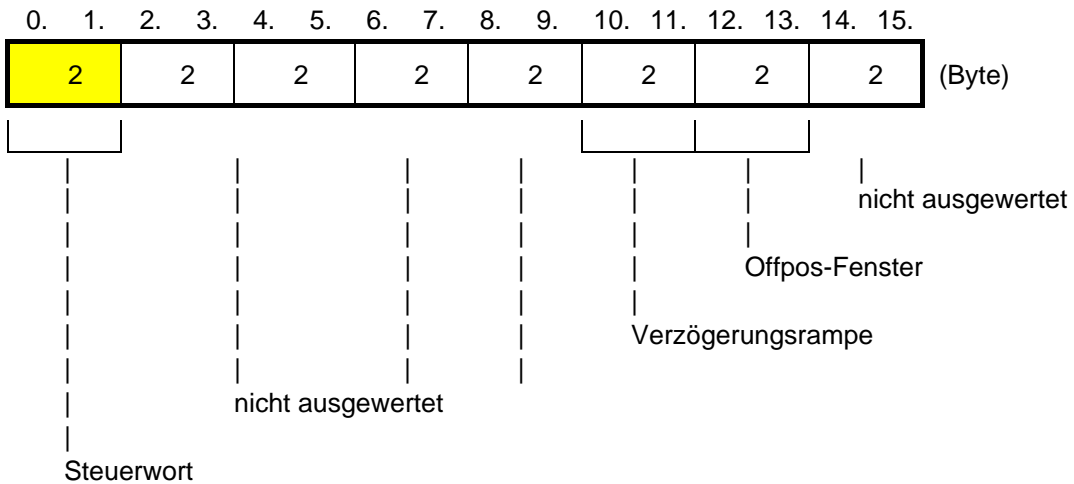 0. 1. 2. 3. 4. 5. 6. 7. 8. 9. 10. 11. 12. 13. 14. 15.
2 2 2 2 2 2 2 2 (Byte)
nicht ausgewertet
Offpos-Fenster
Verzögerungsrampe
nicht ausgewertet
Steuerwort